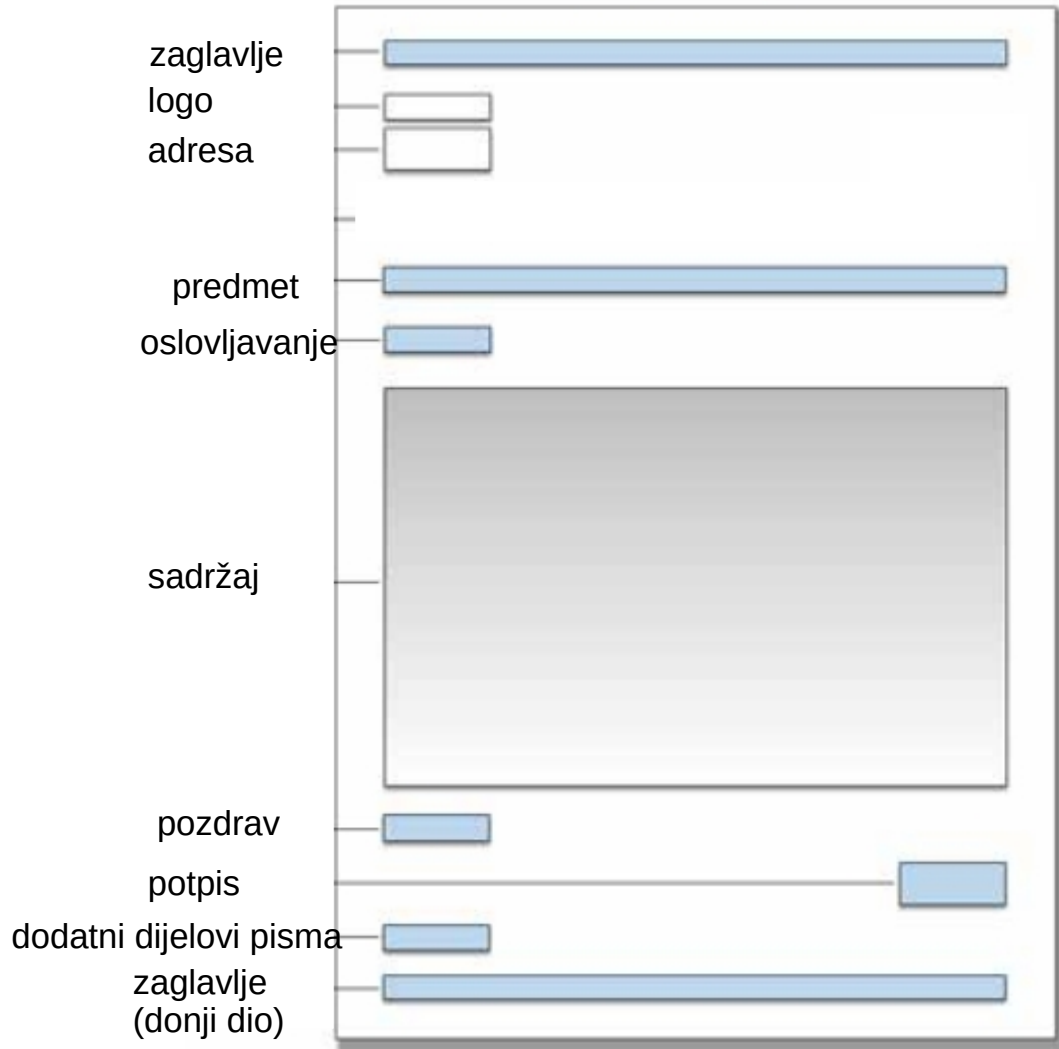 zaglavlje
logo
adresa
predmet
oslovljavanje
sadržaj
pozdrav
potpis
dodatni dijelovi pisma
zaglavlje
(donji dio)